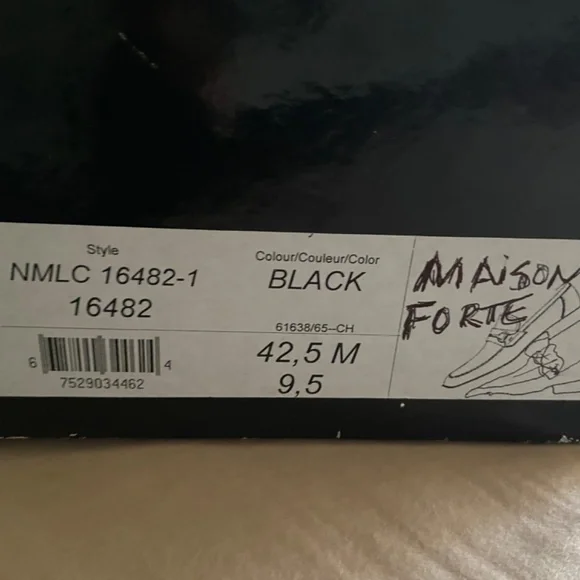 Style
NMLC 16482-1
16482
Colour/Couleur/Color
BLACK
61638/65--CH
6 7529034462 4
42,5 M
9,5
MAiSON
FORTE